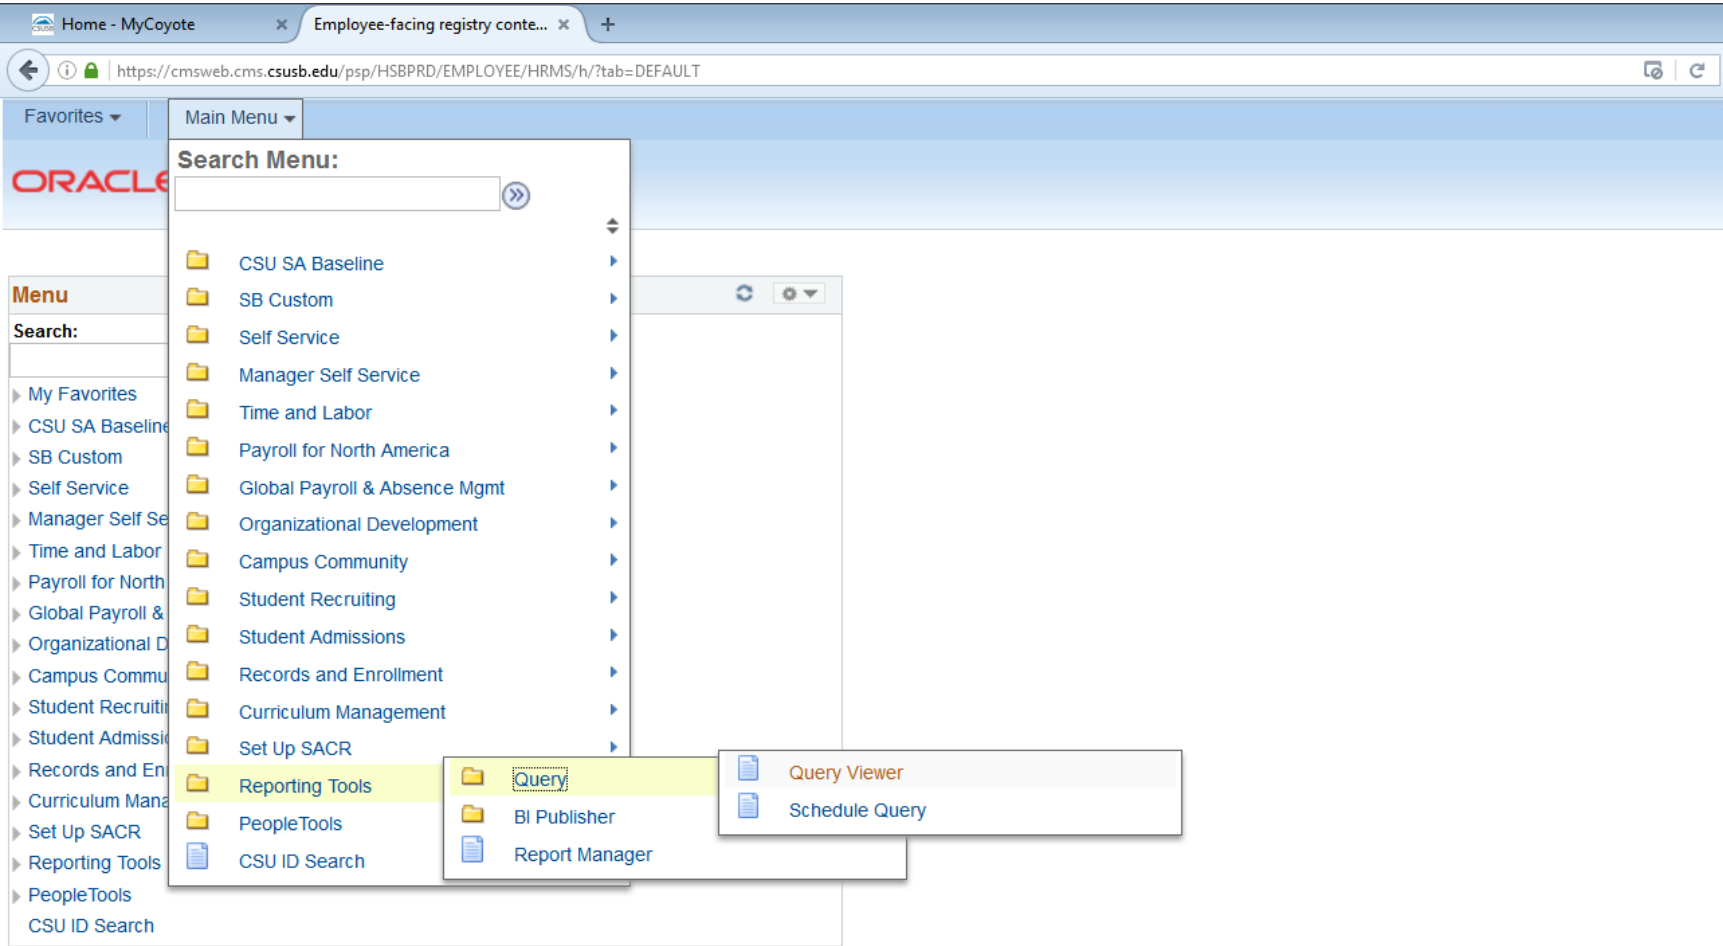 Home - MyCoyote
Employee-facing registry conte...
https://cmsweb.cms.csusb.edu/psp/HSBPRD/EMPLOYEE/HRMS/h/?tab=DEFAULT
Favorites
Main Menu
ORACLE
Search Menu:
CSU SA Baseline
SB Custom
Self Service
Manager Self Service
Time and Labor
Payroll for North America
Global Payroll & Absence Mgmt
Organizational Development
Campus Community
Student Recruiting
Student Admissions
Records and Enrollment
Curriculum Management
Set Up SACR
Reporting Tools
PeopleTools
CSU ID Search
Query
BI Publisher
Report Manager
Query Viewer
Schedule Query
Menu
Search:
My Favorites
CSU SA Baseline
SB Custom
Self Service
Manager Self Se
Time and Labor
Payroll for North
Global Payroll &
Organizational D
Campus Commu
Student Recruiti
Student Admissi
Records and En
Curriculum Mana
Set Up SACR
Reporting Tools
PeopleTools
CSU ID Search